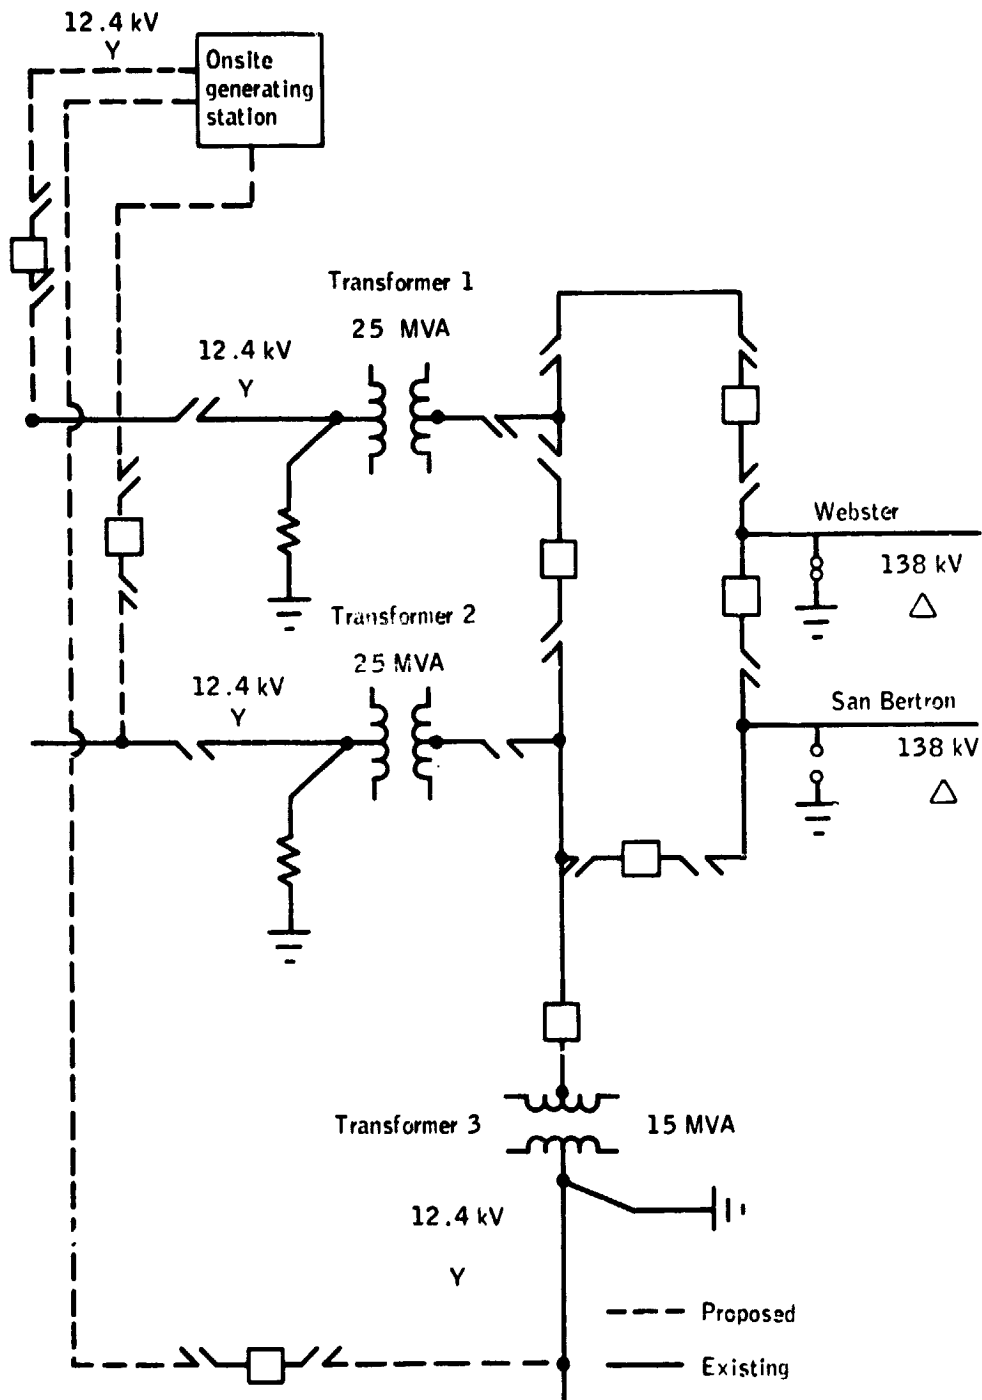 12.4 kV
Y
Onsite
generating
station
Transformer 1
25 MVA
12.4 kV
Y
Webster
138 kV
Transformer 2
25 MVA
12.4 kV
Y
San Bertron
138 kV
Transformer 3
15 MVA
12.4 kV
Y
Proposed
Existing